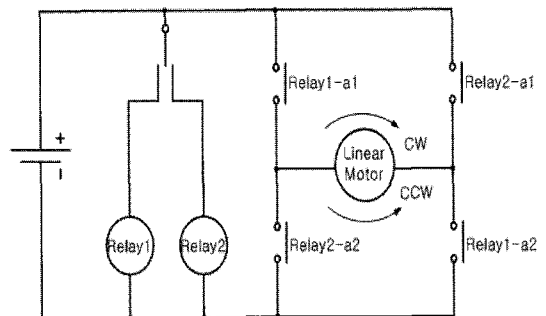 Relay1-a1
Relay2-a1
+
CW
Linear
Motor
-
CCW
Relay1
Relay2
Relay2-a2
Relay1-a2